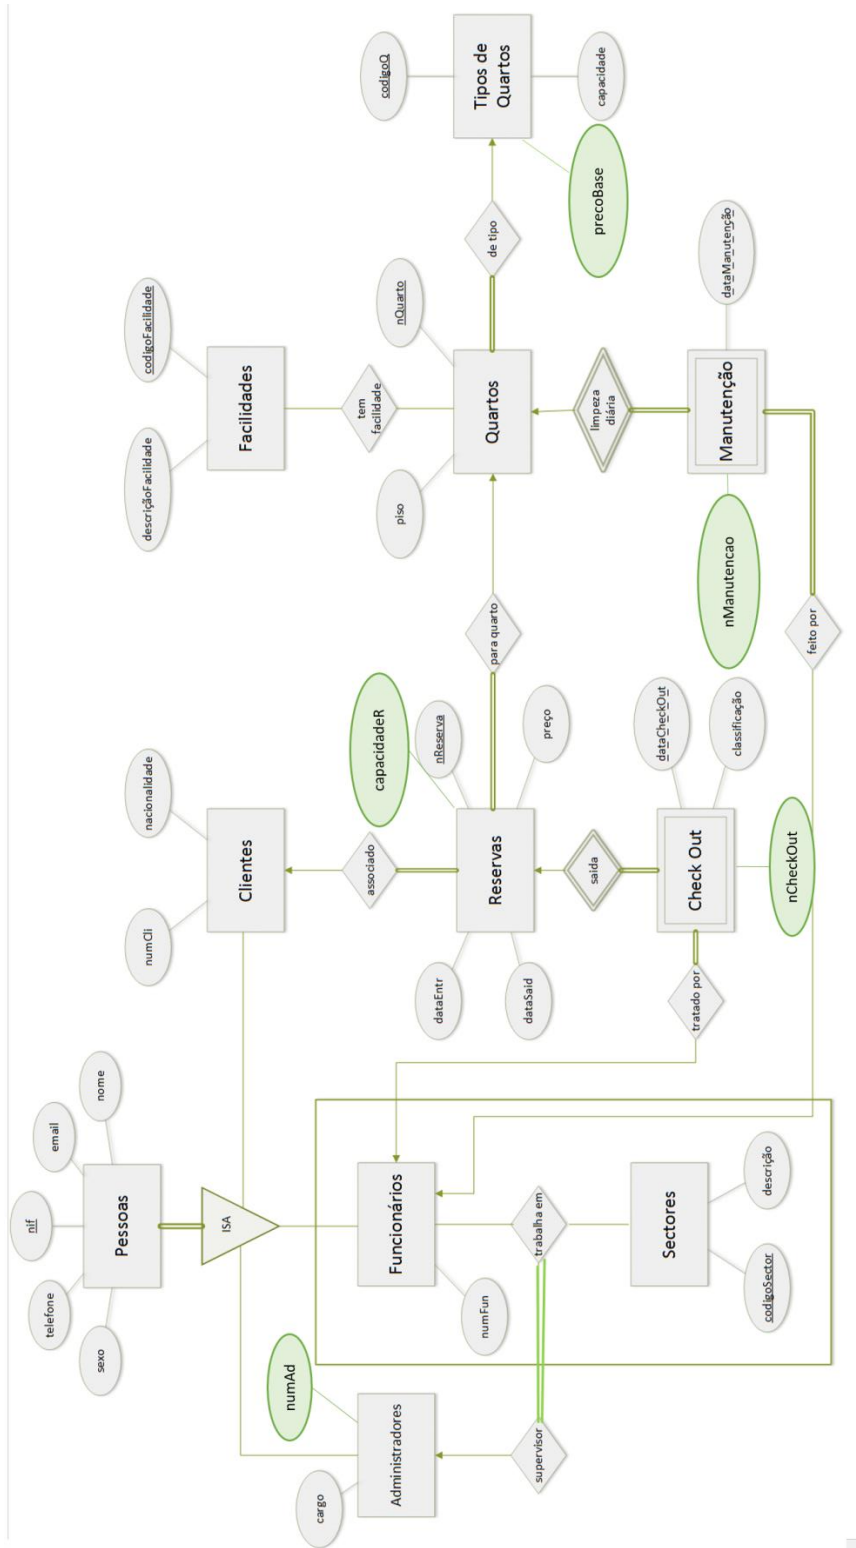 nif
telefone
email
sexo
nome
Pessoas
numCli
nacionalidade
descriçãoFacilidade
codigoFacilidade
ISA
Clientes
Facilidades
numAd
cargo
associado
tem
facilidade
capacidadeR
codigoQ
Administradores
Funcionários
piso
nQuarto
dataEntr
nReserva
numFun
Reservas
para quarto
Quartos
de tipo
Tipos de
Quartos
supervisor
trabalha em
dataSaid
preço
saida
limpeza
diária
precoBase
capacidade
Sectores
tratado por
Check Out
dataCheckOut
Manutenção
dataManutenção
codigoSector
descrição
classificação
nManutencao
nCheckOut
feito por